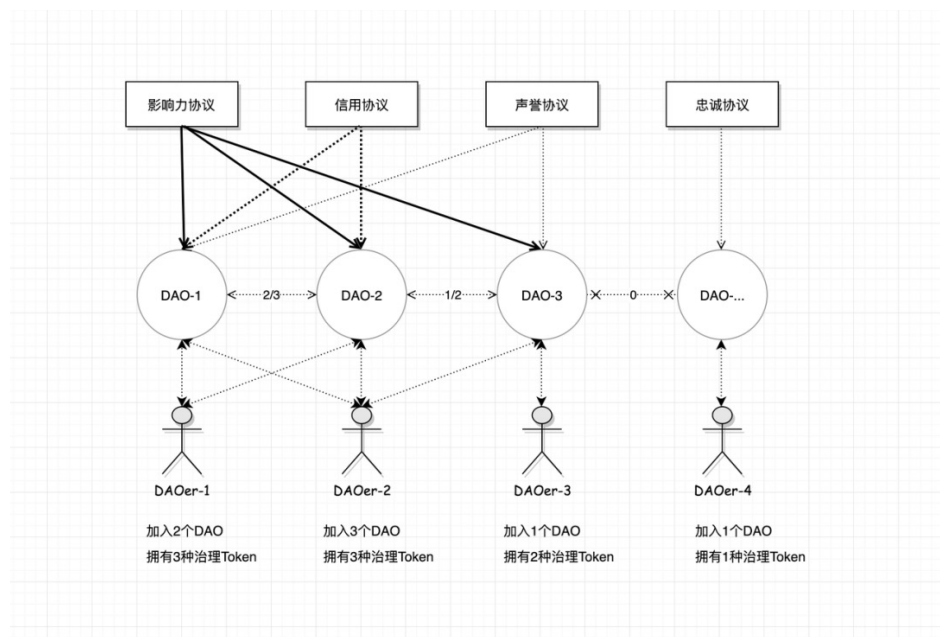 影响力协议
信用协议
声誉协议
忠诚协议
DAO-1
2/3
DAO-2
1/2
DAO-3
0
DAO-...
DAOer-1
DAOer-2
DAOer-3
DAOer-4
加入2个DAO
加入3个DAO
加入1个DAO
加入1个DAO
拥有3种治理Token
拥有3种治理Token
拥有2种治理Token
拥有1种治理Token